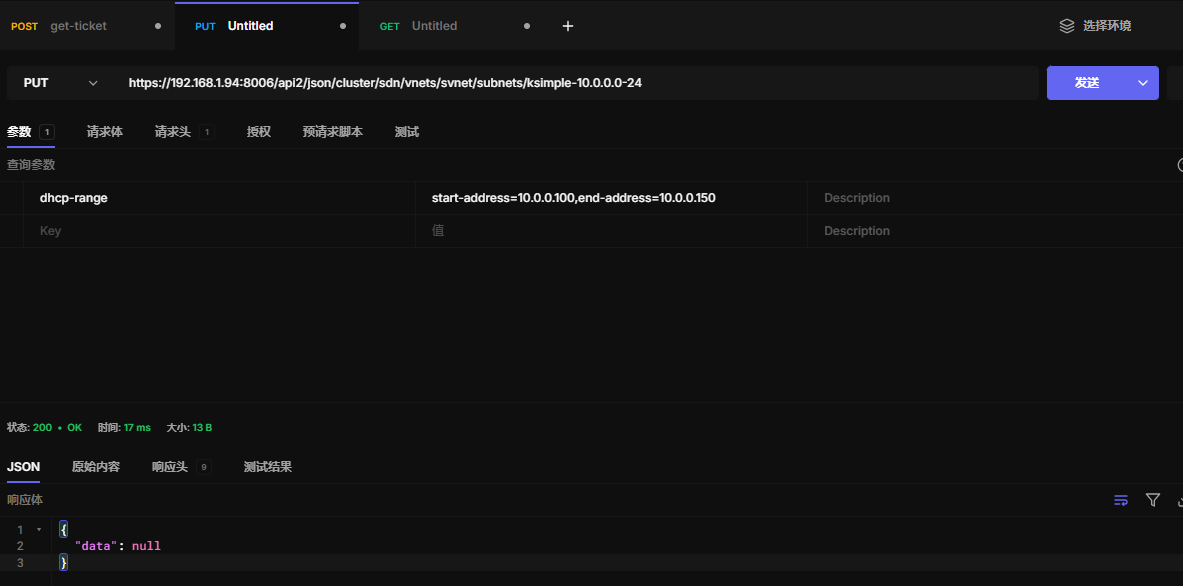 POST get-ticket PUT Untitled GET Untitled + 选择环境
PUT https://192.168.1.94:8006/api2/json/cluster/sdn/vnets/svnet/subnets/ksimple-10.0.0.0-24 发送
参数 1 请求体 请求头 1 授权 预请求脚本 测试
查询参数
dhcp-range start-address=10.0.0.100,end-address=10.0.0.150 Description
Key 值 Description
状态: 200 • OK 时间: 17 ms 大小: 13 B
JSON 原始内容 响应头 9 测试结果
响应体
1 {
2 "data": null
3 }